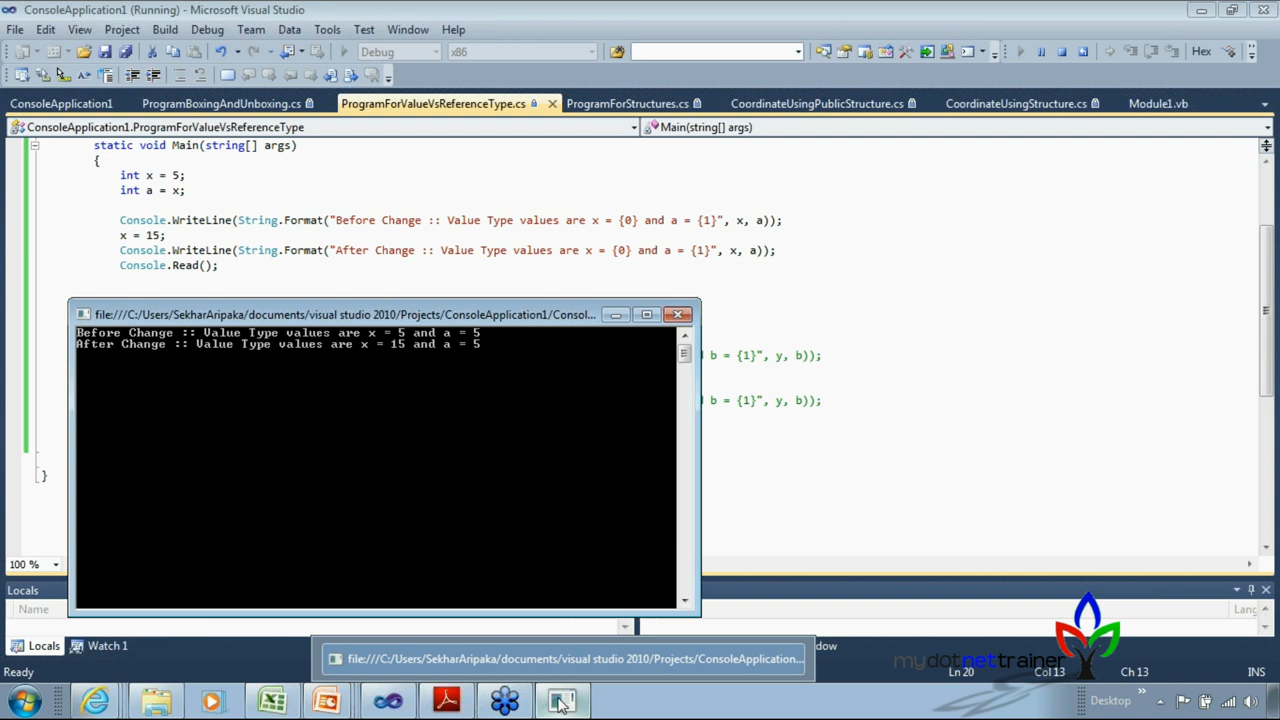 ConsoleApplication1 (Running) - Microsoft Visual Studio
File Edit View Project Build Debug Team Data Tools Test Window Help
Debug x86 Hex
ConsoleApplication1 ProgramBoxingAndUnboxing.cs ProgramForValueVsReferenceType.cs ProgramForStructures.cs CoordinateUsingPublicStructure.cs CoordinateUsingStructure.cs Module1.vb
ConsoleApplication1.ProgramForValueVsReferenceType Main(string[] args)
static void Main(string[] args)
{
int x = 5;
int a = x;
Console.WriteLine(String.Format("Before Change :: Value Type values are x = {0} and a = {1}", x, a));
x = 15;
Console.WriteLine(String.Format("After Change :: Value Type values are x = {0} and a = {1}", x, a));
Console.Read();
file:///C:/Users/SekharAripaka/documents/visual studio 2010/Projects/ConsoleApplication1/Consol...
Before Change :: Value Type values are x = 5 and a = 5
After Change :: Value Type values are x = 15 and a = 5
b = {1}", y, b));
b = {1}", y, b));
}
100 %
Locals
Name Lang
Locals Watch 1 dow
file:///C:/Users/SekharAripaka/documents/visual studio 2010/Projects/ConsoleApplication...
mydotnettrainer
Ready Ln 20 Col 13 Ch 13 INS
Desktop